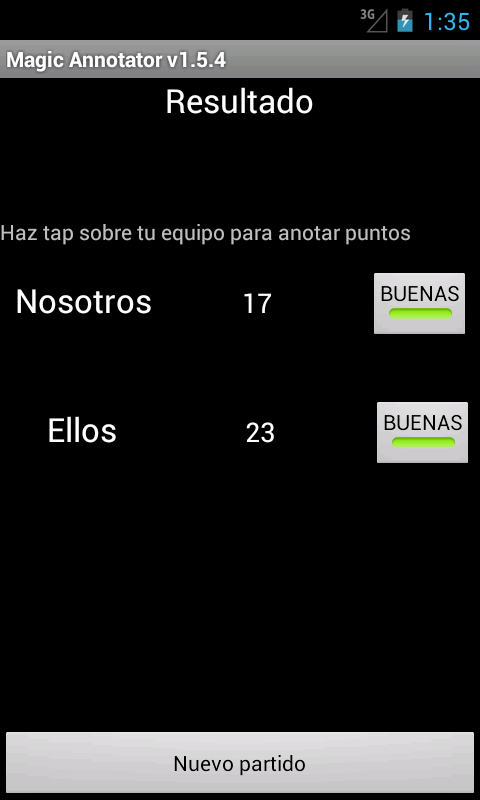 3G 1:35
Magic Annotator v1.5.4
Resultado
Haz tap sobre tu equipo para anotar puntos
Nosotros 17 BUENAS
Ellos 23 BUENAS
Nuevo partido